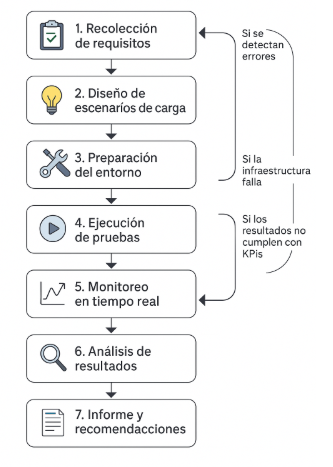 1. Recolección
de requisitos
Si se
detectan
errores
2. Diseño de
escenaríos de carga
3. Preparación
del entorno
Si la
infraestructura
falla
4. Ejecución
de pruebas
Si los
resultados no
cumplen con
KPis
5. Monitoreo
en tiempo real
6. Análisis de
resultados
7. Informe y
recomendacciones